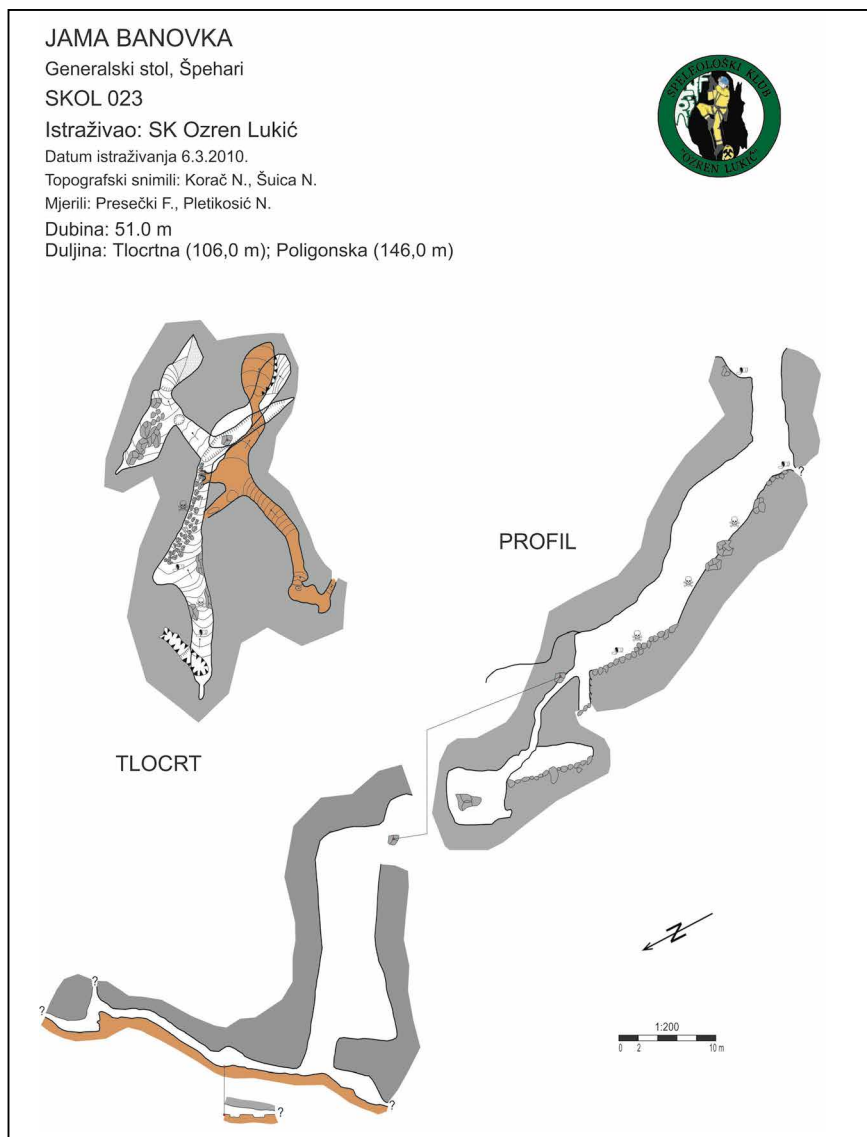 JAMA BANOVKA
Generalski stol, Špehari
SKOL 023
Istraživao: SK Ozren Lukić
Datum istraživanja 6.3.2010.
Topografski snimili: Korač N., Šuica N.
Mjerili: Presečki F., Pletikosić N.
Dubina: 51.0 m
Duljina: Tlocrtna (106,0 m); Poligonska (146,0 m)
SPELEOLOŠKI KLUB
"OZREN LUKIĆ"
?
PROFIL
TLOCRT
N
?
?
1:200
0 2 10 m
?
?